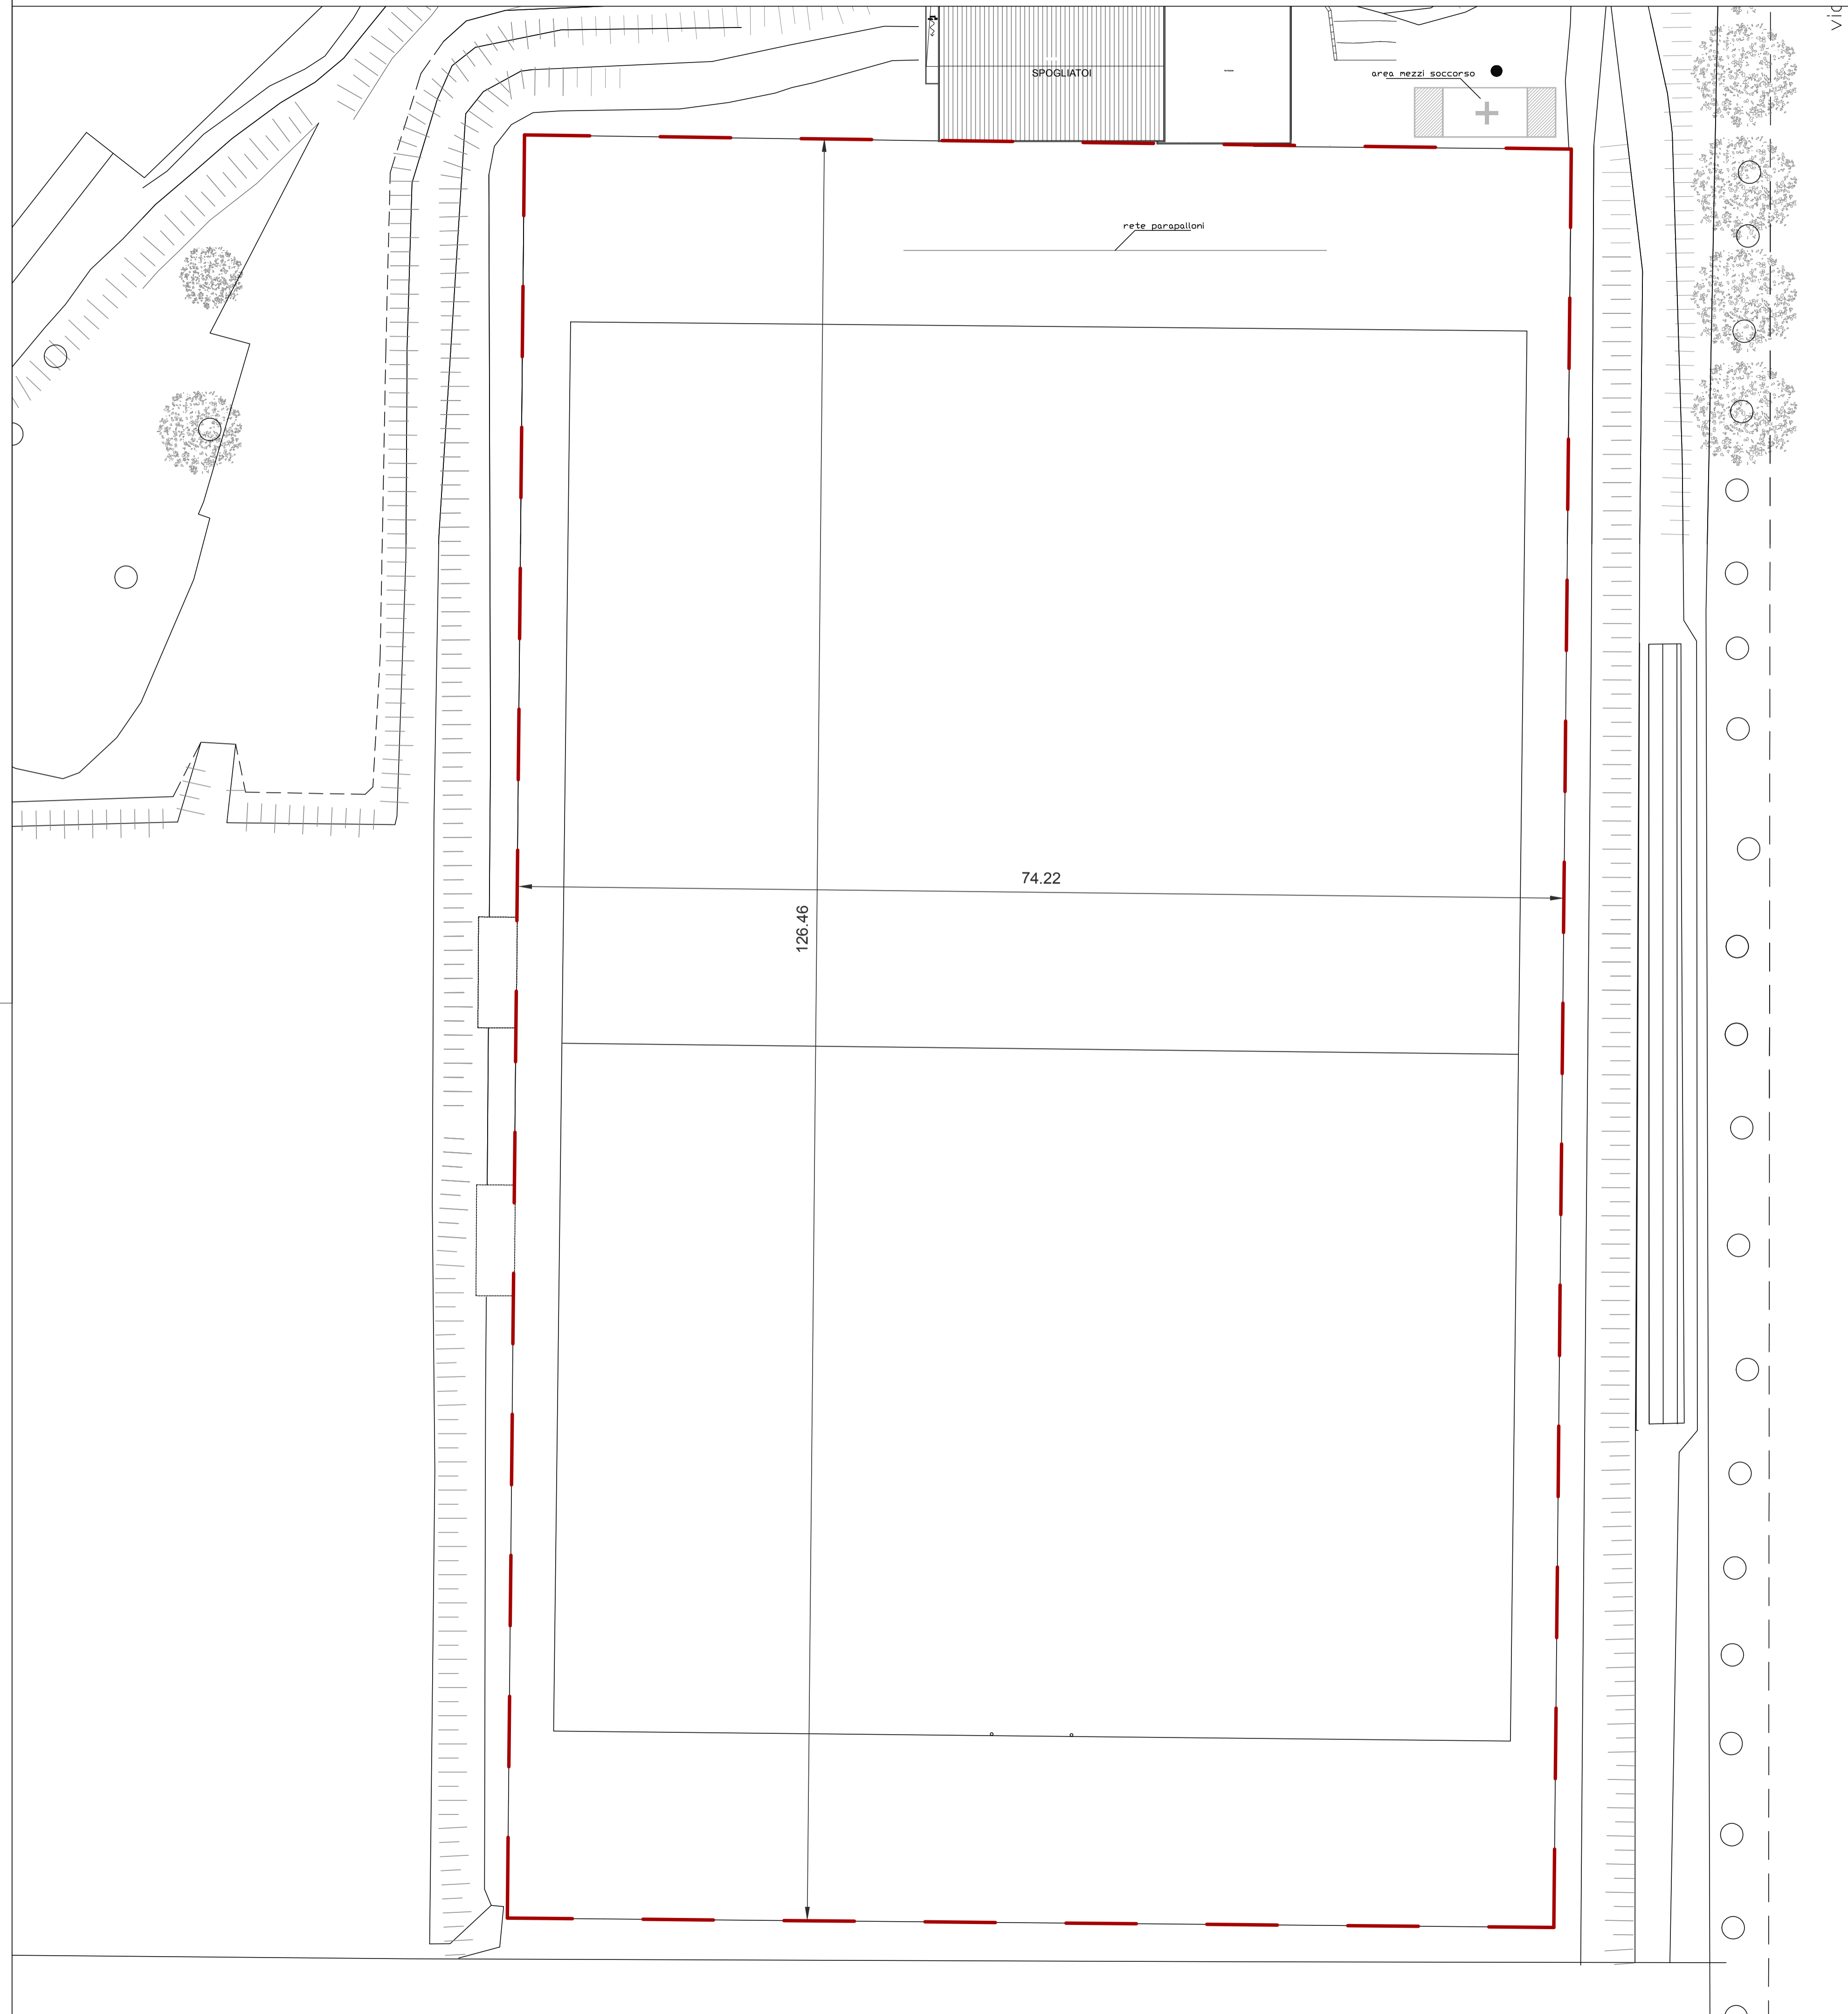 SPOGLIATOI
area mezzi soccorso
rete parapalloni
74.22
126.46